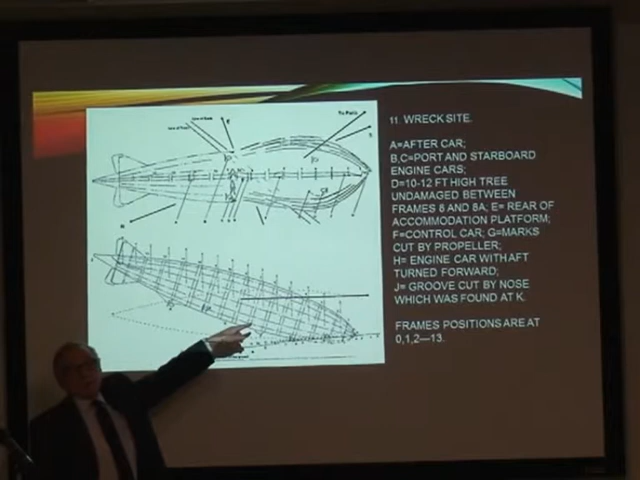 To Paris
11. WRECK SITE.
A=AFTER CAR;
B,C=PORT AND STARBOARD
ENGINE CARS;
D=10-12 FT HIGH TREE
UNDAMAGED BETWEEN
FRAMES 8 AND 8A; E= REAR OF
ACCOMMODATION PLATFORM;
F=CONTROL CAR; G=MARKS
CUT BY PROPELLER;
H= ENGINE CAR WITH AFT
TURNED FORWARD;
J= GROOVE CUT BY NOSE
WHICH WAS FOUND AT K.
FRAMES POSITIONS ARE AT
0,1,2—13.